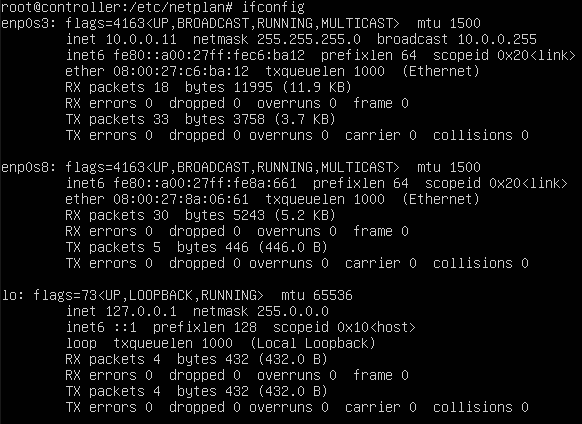 root@controller:/etc/netplan# ifconfig
enp0s3: flags=4163<UP,BROADCAST,RUNNING,MULTICAST>  mtu 1500
        inet 10.0.0.11  netmask 255.255.255.0  broadcast 10.0.0.255
        inet6 fe80::a00:27ff:fec6:ba12  prefixlen 64  scopeid 0x20<link>
        ether 08:00:27:c6:ba:12  txqueuelen 1000  (Ethernet)
        RX packets 18  bytes 11995 (11.9 KB)
        RX errors 0  dropped 0  overruns 0  frame 0
        TX packets 33  bytes 3758 (3.7 KB)
        TX errors 0  dropped 0 overruns 0  carrier 0  collisions 0

enp0s8: flags=4163<UP,BROADCAST,RUNNING,MULTICAST>  mtu 1500
        inet6 fe80::a00:27ff:fe8a:661  prefixlen 64  scopeid 0x20<link>
        ether 08:00:27:8a:06:61  txqueuelen 1000  (Ethernet)
        RX packets 30  bytes 5243 (5.2 KB)
        RX errors 0  dropped 0  overruns 0  frame 0
        TX packets 5  bytes 446 (446.0 B)
        TX errors 0  dropped 0 overruns 0  carrier 0  collisions 0

lo: flags=73<UP,LOOPBACK,RUNNING>  mtu 65536
        inet 127.0.0.1  netmask 255.0.0.0
        inet6 ::1  prefixlen 128  scopeid 0x10<host>
        loop  txqueuelen 1000  (Local Loopback)
        RX packets 4  bytes 432 (432.0 B)
        RX errors 0  dropped 0  overruns 0  frame 0
        TX packets 4  bytes 432 (432.0 B)
        TX errors 0  dropped 0 overruns 0  carrier 0  collisions 0